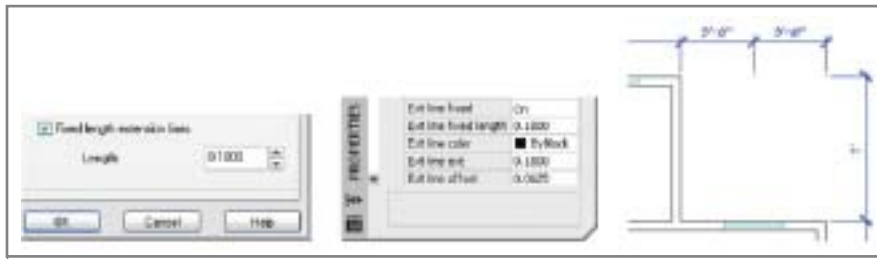 Fixed length extension lines
Length: 0.1800
OK Cancel Help
PROPERTIES
Ext line fixed On
Ext line fixed length 0.1800
Ext line color ByBlock
Ext line ext 0.1800
Ext line offset 0.0625